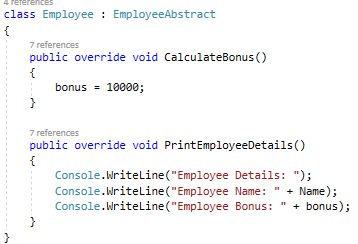 4 references
class Employee : EmployeeAbstract
{
7 references
public override void CalculateBonus()
{
bonus = 10000;
}
7 references
public override void PrintEmployeeDetails()
{
Console.WriteLine("Employee Details: ");
Console.WriteLine("Employee Name: " + Name);
Console.WriteLine("Employee Bonus: " + bonus);
}
}